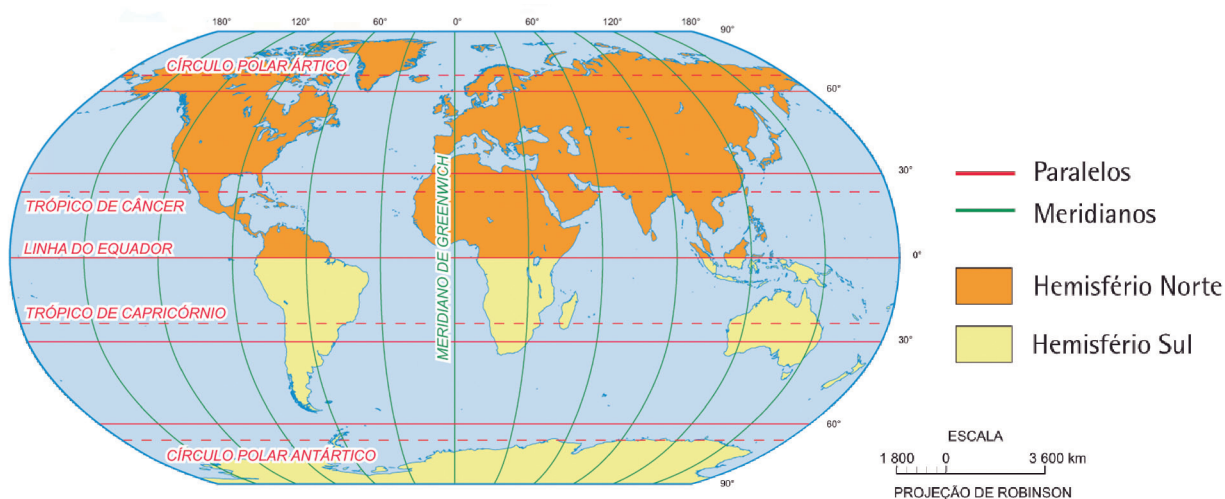 180° 120° 60° 0° 60° 120° 180°
90° 90°
CÍRCULO POLAR ÁRTICO
60°
30°
TRÓPICO DE CÂNCER
LINHA DO EQUADOR
0°
TRÓPICO DE CAPRICÓRNIO
30°
MERIDIANO DE GREENWICH
60°
CÍRCULO POLAR ANTÁRTICO
90°
Paralelos
Meridianos
Hemisfério Norte
Hemisfério Sul
ESCALA
1 800 0 3 600 km
PROJEÇÃO DE ROBINSON